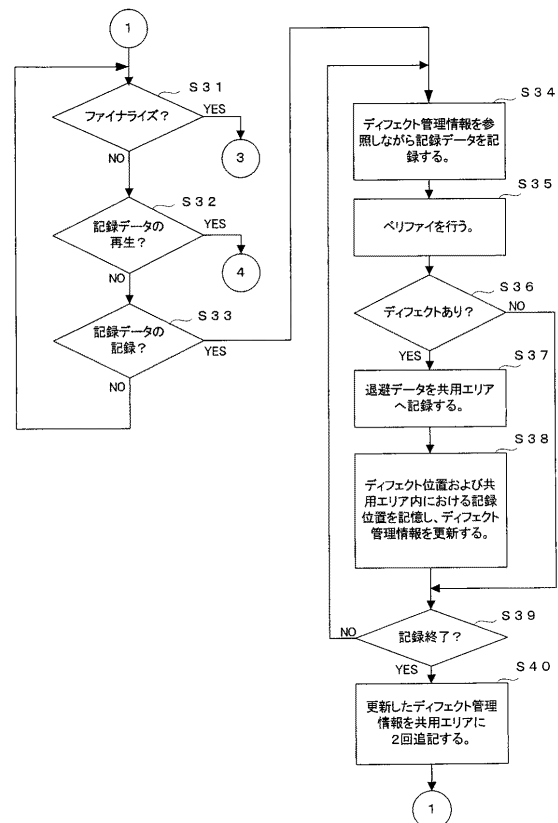 1
S31
ファイナライズ?
YES
3
NO
S32
記録データの
再生?
YES
4
NO
S33
記録データの
記録?
YES
NO
S34
ディフェクト管理情報を参
照しながら記録データを記
録する。
S35
ベリファイを行う。
S36
ディフェクトあり?
NO
YES
S37
退避データを共用エリア
へ記録する。
S38
ディフェクト位置および共
用エリア内における記録
位置を記憶し、ディフェクト
管理情報を更新する。
S39
NO
記録終了?
YES
S40
更新したディフェクト管理
情報を共用エリアに
2回追記する。
1